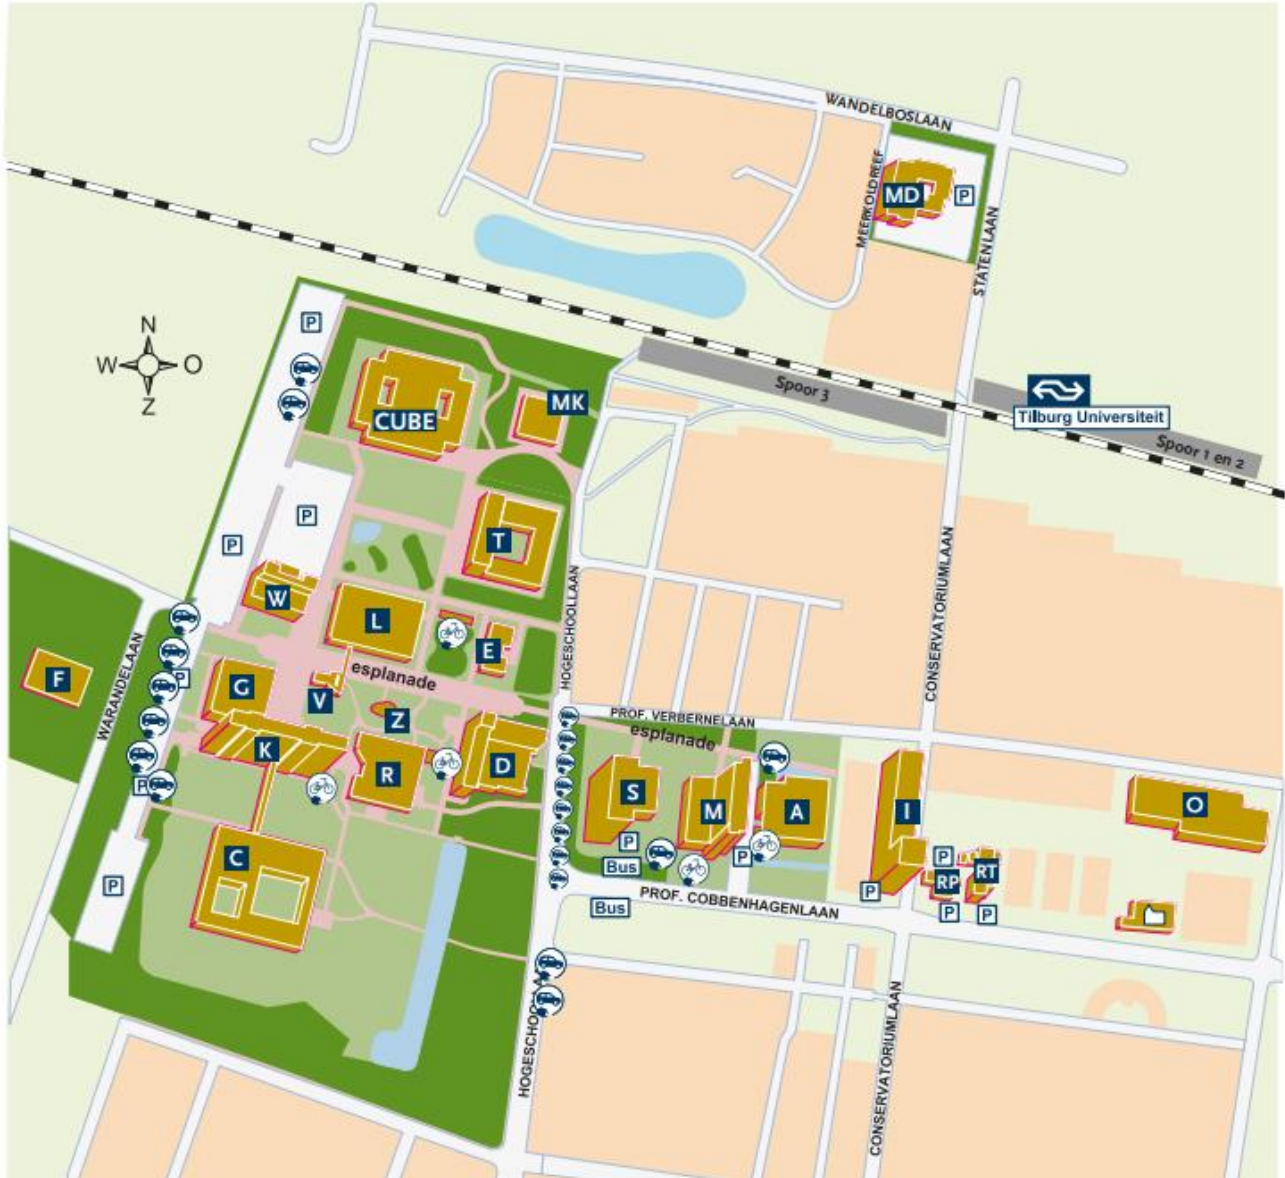 WANDELBOSLAAN
MEERKOLDREEF
MD
P
STATENLAAN
N
W
O
Z
P
Spoor 3
Tilburg Universiteit
Spoor 1 en 2
CUBE
MK
P
P
T
W
L
HOGESCHOOLLAAN
CONSERVATORIUMLAAN
E
F
WARANDELAAN
P
G
V
esplanade
Z
PROF. VERBERNELAAN
esplanade
K
R
D
S
M
A
I
O
P
C
P
Bus
P
P
RP
RT
P
P
P
P
Bus
PROF. COBBENHAGENLAAN
HOGESCHOOLLAAN
CONSERVATORIUMLAAN